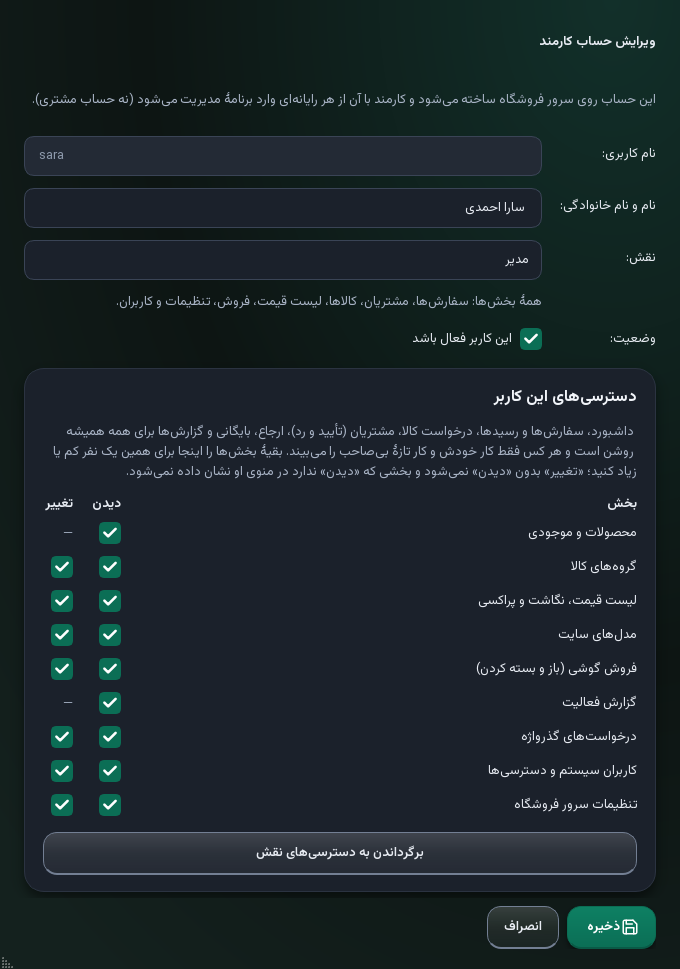 ویرایش حساب کارمند
این حساب روی سرور فروشگاه ساخته می‌شود و کارمند با آن از هر رایانه‌ای وارد برنامهٔ مدیریت می‌شود (نه حساب مشتری).
نام کاربری: sara
نام و نام خانوادگی: سارا احمدی
نقش: مدیر
همهٔ بخش‌ها: سفارش‌ها، مشتریان، کالاها، لیست قیمت، فروش، تنظیمات و کاربران.
وضعیت: این کاربر فعال باشد
دسترسی‌های این کاربر
داشبورد، سفارش‌ها و رسیدها، درخواست کالا، مشتریان (تأیید و رد)، ارجاع، بایگانی و گزارش‌ها برای همه همیشه
روشن است و هر کس فقط کار خودش و کار تازهٔ بی‌صاحب را می‌بیند. بقیهٔ بخش‌ها را اینجا برای همین یک نفر کم یا
زیاد کنید؛ «تغییر» بدون «دیدن» نمی‌شود و بخشی که «دیدن» ندارد در منوی او نشان داده نمی‌شود.
بخش دیدن تغییر
محصولات و موجودی —
گروه‌های کالا
لیست قیمت، نگاشت و پراکسی
مدل‌های سایت
فروش گوشی (باز و بسته کردن)
گزارش فعالیت —
درخواست‌های گذرواژه
کاربران سیستم و دسترسی‌ها
تنظیمات سرور فروشگاه
برگرداندن به دسترسی‌های نقش
ذخیره انصراف